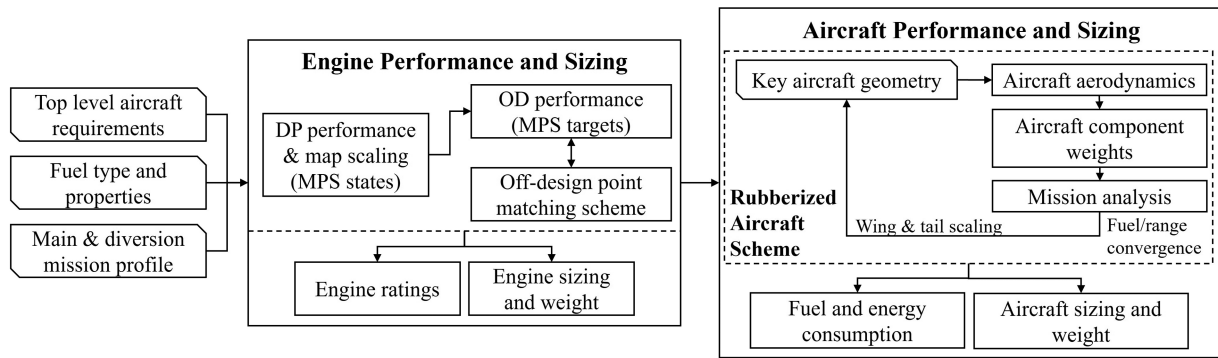 Top level aircraft
requirements
Fuel type and
properties
Main & diversion
mission profile
Engine Performance and Sizing
DP performance
& map scaling
(MPS states)
OD performance
(MPS targets)
Off-design point
matching scheme
Engine ratings
Engine sizing
and weight
Aircraft Performance and Sizing
Key aircraft geometry
Aircraft aerodynamics
Aircraft component
weights
Mission analysis
Rubberized
Aircraft
Scheme
Wing & tail scaling
Fuel/range
convergence
Fuel and energy
consumption
Aircraft sizing and
weight